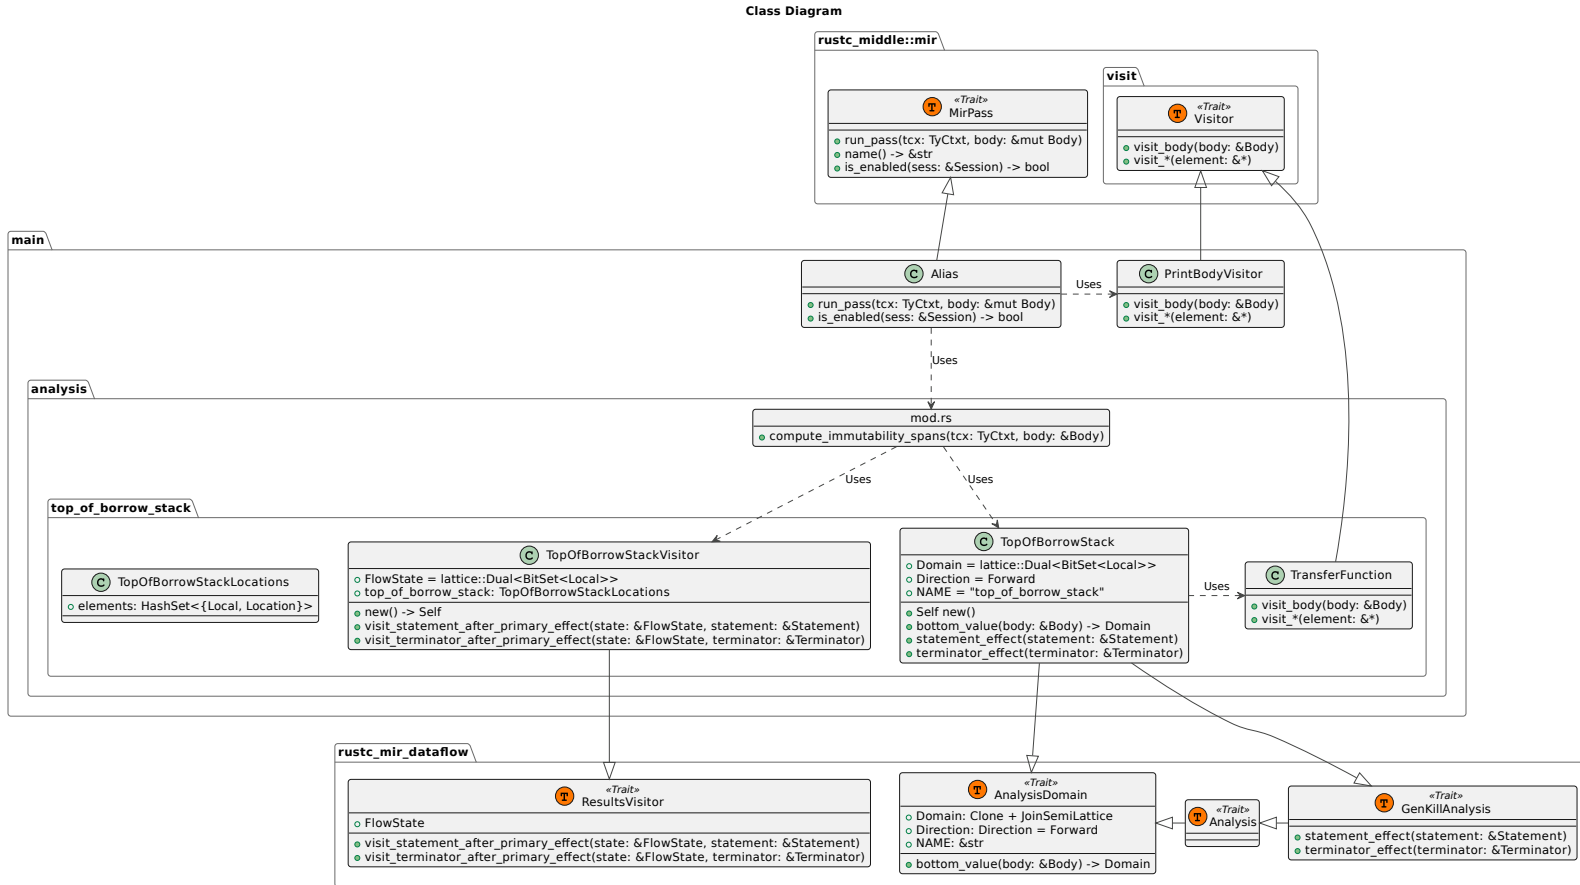 Class Diagram
rustc_middle::mir
visit
«Trait»
MirPass
run_pass(tcx: TyCtxt, body: &mut Body)
name() -> &str
is_enabled(sess: &Session) -> bool
«Trait»
Visitor
visit_body(body: &Body)
visit_*(element: &*)
main
Alias
run_pass(tcx: TyCtxt, body: &mut Body)
is_enabled(sess: &Session) -> bool
Uses
PrintBodyVisitor
visit_body(body: &Body)
visit_*(element: &*)
Uses
analysis
mod.rs
compute_immutability_spans(tcx: TyCtxt, body: &Body)
Uses
Uses
top_of_borrow_stack
TopOfBorrowStackLocations
elements: HashSet<{Local, Location}>
TopOfBorrowStackVisitor
FlowState = lattice::Dual<BitSet<Local>>
top_of_borrow_stack: TopOfBorrowStackLocations
new() -> Self
visit_statement_after_primary_effect(state: &FlowState, statement: &Statement)
visit_terminator_after_primary_effect(state: &FlowState, terminator: &Terminator)
TopOfBorrowStack
Domain = lattice::Dual<BitSet<Local>>
Direction = Forward
NAME = "top_of_borrow_stack"
Self new()
bottom_value(body: &Body) -> Domain
statement_effect(statement: &Statement)
terminator_effect(terminator: &Terminator)
Uses
TransferFunction
visit_body(body: &Body)
visit_*(element: &*)
rustc_mir_dataflow
«Trait»
ResultsVisitor
FlowState
visit_statement_after_primary_effect(state: &FlowState, statement: &Statement)
visit_terminator_after_primary_effect(state: &FlowState, terminator: &Terminator)
«Trait»
AnalysisDomain
Domain: Clone + JoinSemiLattice
Direction: Direction = Forward
NAME: &str
bottom_value(body: &Body) -> Domain
«Trait»
Analysis
«Trait»
GenKillAnalysis
statement_effect(statement: &Statement)
terminator_effect(terminator: &Terminator)